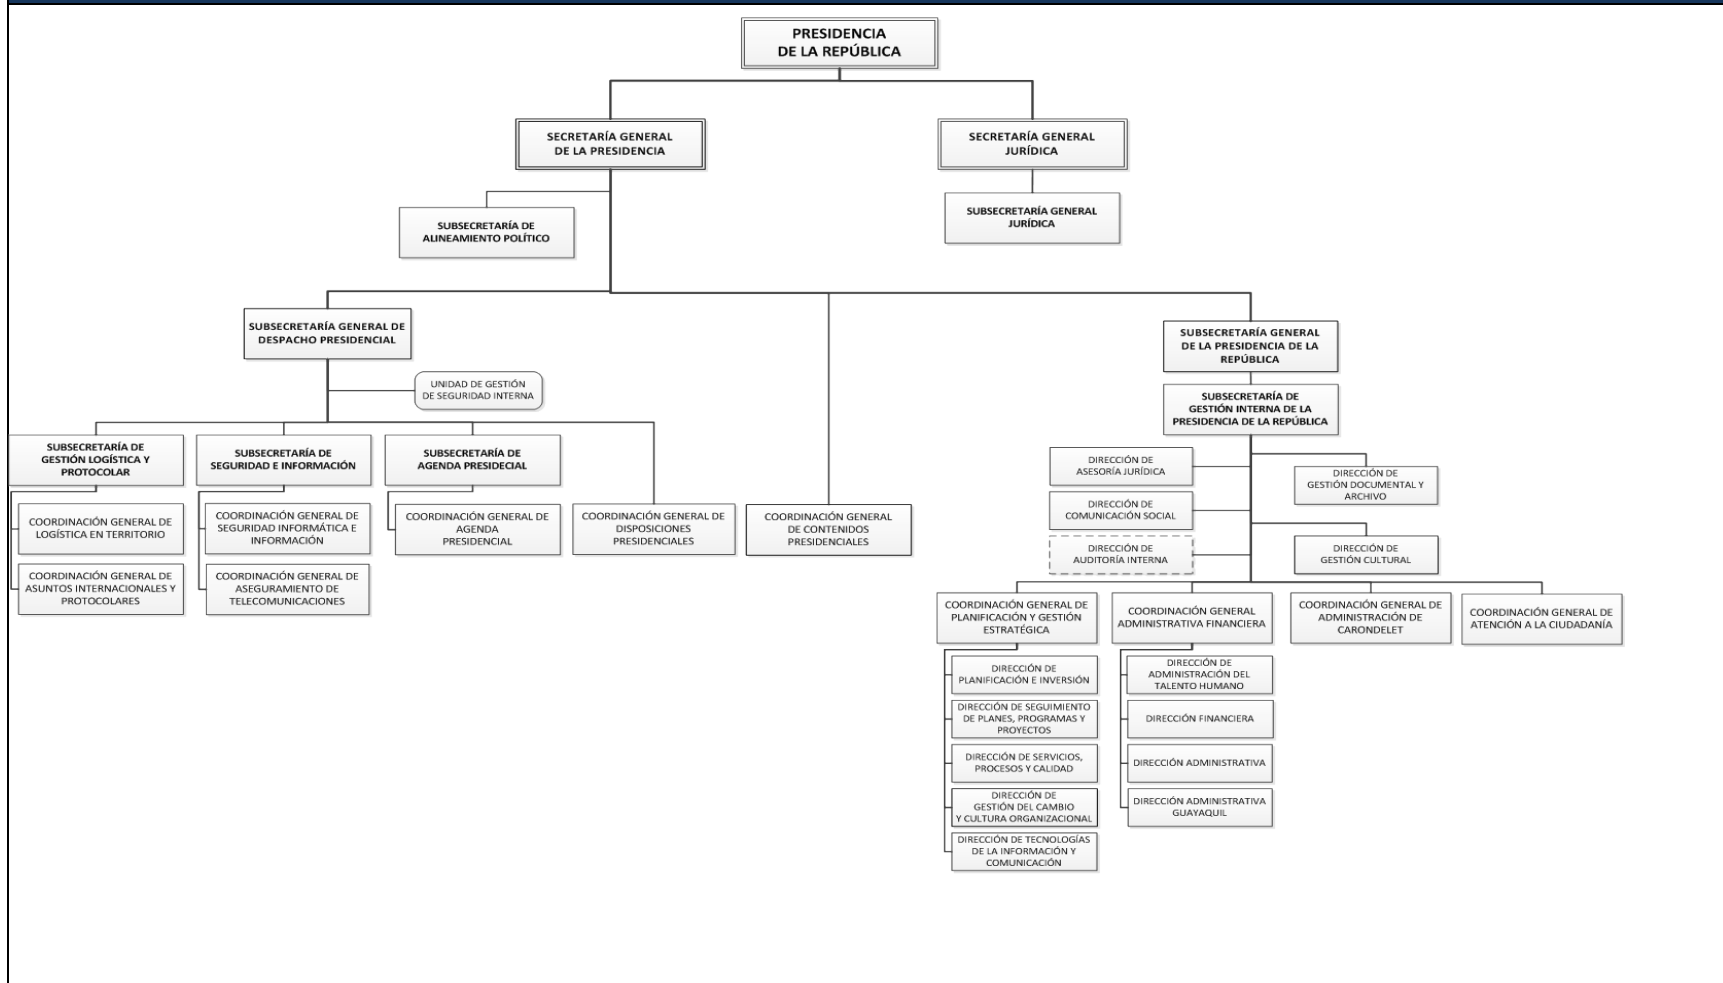 PRESIDENCIA
DE LA REPÚBLICA
SECRETARÍA GENERAL
DE LA PRESIDENCIA
SECRETARÍA GENERAL
JURÍDICA
SUBSECRETARÍA DE
ALINEAMIENTO POLÍTICO
SUBSECRETARÍA GENERAL
JURÍDICA
SUBSECRETARÍA GENERAL DE
DESPACHO PRESIDENCIAL
SUBSECRETARÍA GENERAL
DE LA PRESIDENCIA DE LA
REPÚBLICA
UNIDAD DE GESTIÓN
DE SEGURIDAD INTERNA
SUBSECRETARÍA DE
GESTIÓN INTERNA DE LA
PRESIDENCIA DE LA REPÚBLICA
SUBSECRETARÍA DE
GESTIÓN LOGÍSTICA Y
PROTOCOLAR
SUBSECRETARÍA DE
SEGURIDAD E INFORMACIÓN
SUBSECRETARÍA DE
AGENDA PRESIDECIAL
DIRECCIÓN DE
ASESORÍA JURÍDICA
DIRECCIÓN DE
GESTIÓN DOCUMENTAL Y
ARCHIVO
COORDINACIÓN GENERAL DE
LOGÍSTICA EN TERRITORIO
COORDINACIÓN GENERAL DE
SEGURIDAD INFORMÁTICA E
INFORMACIÓN
COORDINACIÓN GENERAL DE
AGENDA
PRESIDENCIAL
COORDINACIÓN GENERAL DE
DISPOSICIONES
PRESIDENCIALES
COORDINACIÓN GENERAL
DE CONTENIDOS
PRESIDENCIALES
DIRECCIÓN DE
COMUNICACIÓN SOCIAL
DIRECCIÓN DE
AUDITORÍA INTERNA
DIRECCIÓN DE
GESTIÓN CULTURAL
COORDINACIÓN GENERAL DE
ASUNTOS INTERNACIONALES Y
PROTOCOLARES
COORDINACIÓN GENERAL DE
ASEGURAMIENTO DE
TELECOMUNICACIONES
COORDINACIÓN GENERAL DE
PLANIFICACIÓN Y GESTIÓN
ESTRATÉGICA
COORDINACIÓN GENERAL
ADMINISTRATIVA FINANCIERA
COORDINACIÓN GENERAL DE
ADMINISTRACIÓN DE
CARONDELET
COORDINACIÓN GENERAL DE
ATENCIÓN A LA CIUDADANÍA
DIRECCIÓN DE
PLANIFICACIÓN E INVERSIÓN
DIRECCIÓN DE
ADMINISTRACIÓN DEL
TALENTO HUMANO
DIRECCIÓN DE SEGUIMIENTO
DE PLANES, PROGRAMAS Y
PROYECTOS
DIRECCIÓN FINANCIERA
DIRECCIÓN DE SERVICIOS,
PROCESOS Y CALIDAD
DIRECCIÓN ADMINISTRATIVA
DIRECCIÓN DE
GESTIÓN DEL CAMBIO
Y CULTURA ORGANIZACIONAL
DIRECCIÓN ADMINISTRATIVA
GUAYAQUIL
DIRECCIÓN DE TECNOLOGÍAS
DE LA INFORMACIÓN Y
COMUNICACIÓN